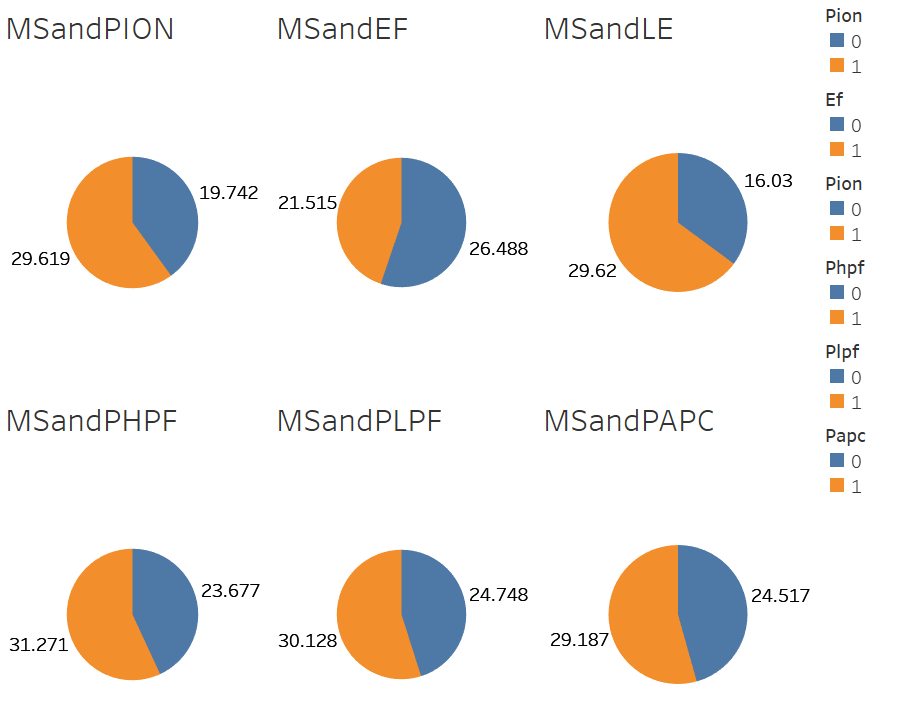 MSandPION
MSandEF
MSandLE
19.742
29.619
21.515
26.488
16.03
29.62
MSandPHPF
MSandPLPF
MSandPAPC
23.677
31.271
24.748
30.128
24.517
29.187
Pion
0
1
Ef
0
1
Pion
0
1
Phpf
0
1
Plpf
0
1
Papc
0
1